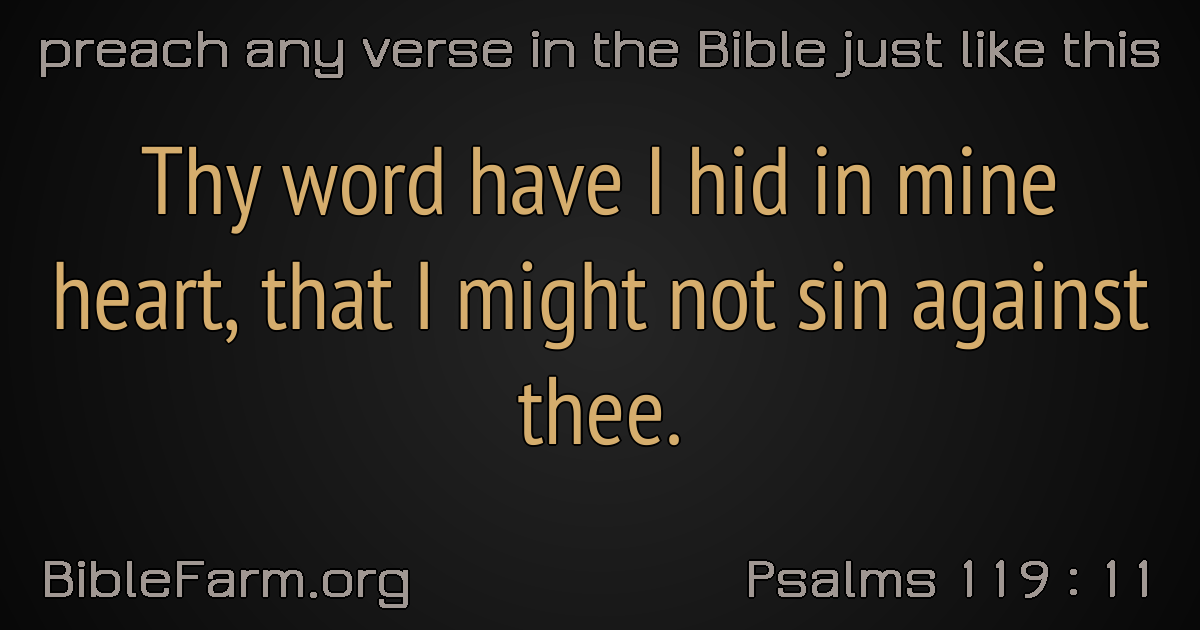 preach any verse in the Bible just like this
Thy word have I hid in mine
heart, that I might not sin against
thee.
BibleFarm.org
Psalms 119 : 11